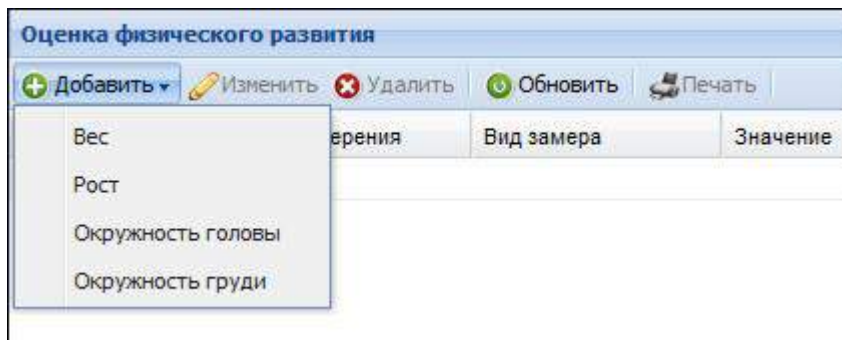 Оценка физического развития
Добавить Изменить Удалить Обновить Печать
Вес
ерения Вид замера Значение
Рост
Окружность головы
Окружность груди